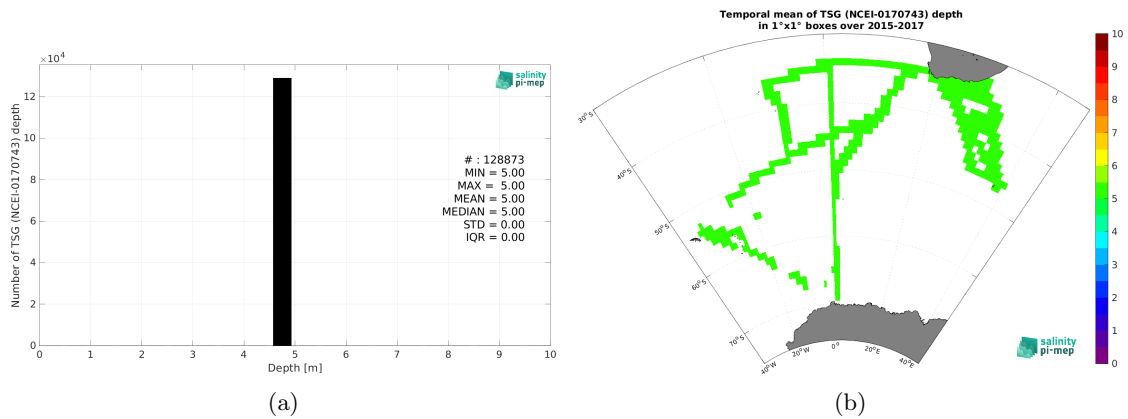 ×10⁴
salinity
pi-mep
12
10
8
6
4
2
0
Number of TSG (NCEI-0170743) depth
# : 128873
MIN = 5.00
MAX = 5.00
MEAN = 5.00
MEDIAN = 5.00
STD = 0.00
IQR = 0.00
0 1 2 3 4 5 6 7 8 9 10
Depth [m]
(a)
Temporal mean of TSG (NCEI-0170743) depth
in 1°x1° boxes over 2015-2017
30°S
40°S
50°S
60°S
70°S
40°W
20°W
0°
20°E
40°E
10
9
8
7
6
5
4
3
2
1
0
salinity
pi-mep
(b)